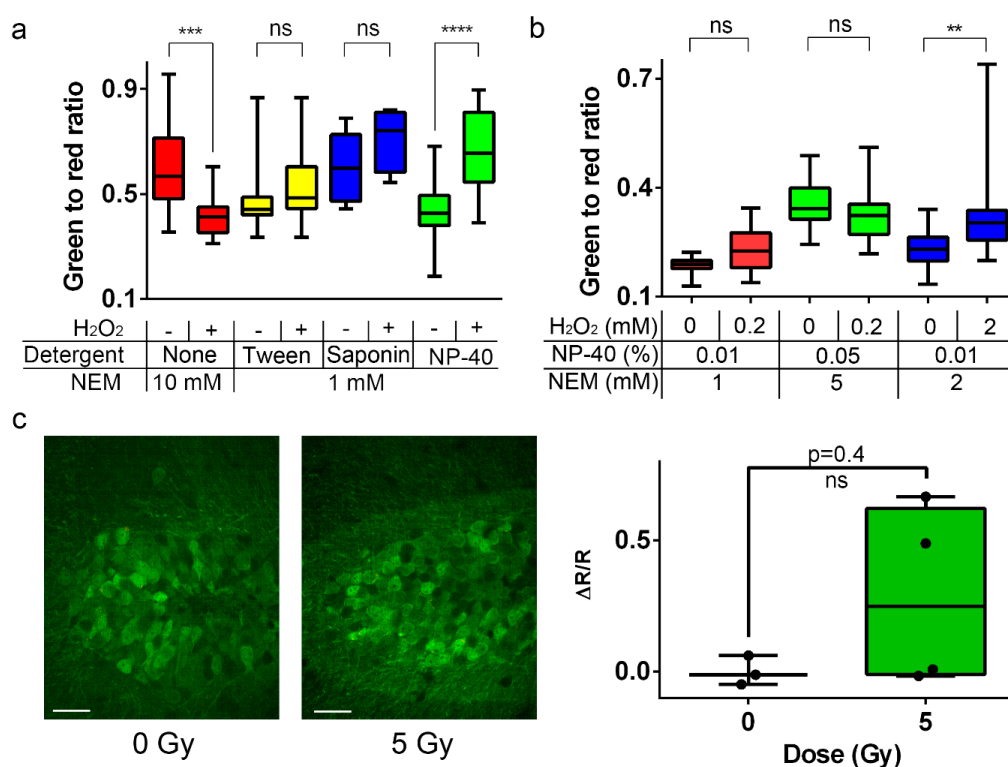 a
*** ns ns ****
Green to red ratio
0.9
0.5
0.1
H₂O₂ - + - + - + - +
Detergent None Tween Saponin NP-40
NEM 10 mM 1 mM
b
ns ns **
Green to red ratio
0.7
0.4
0.1
H₂O₂ (mM) 0 0.2 0 0.2 0 2
NP-40 (%) 0.01 0.05 0.01
NEM (mM) 1 5 2
c
0 Gy 5 Gy
p=0.4
ns
ΔR/R
0.5
0.0
0 5
Dose (Gy)